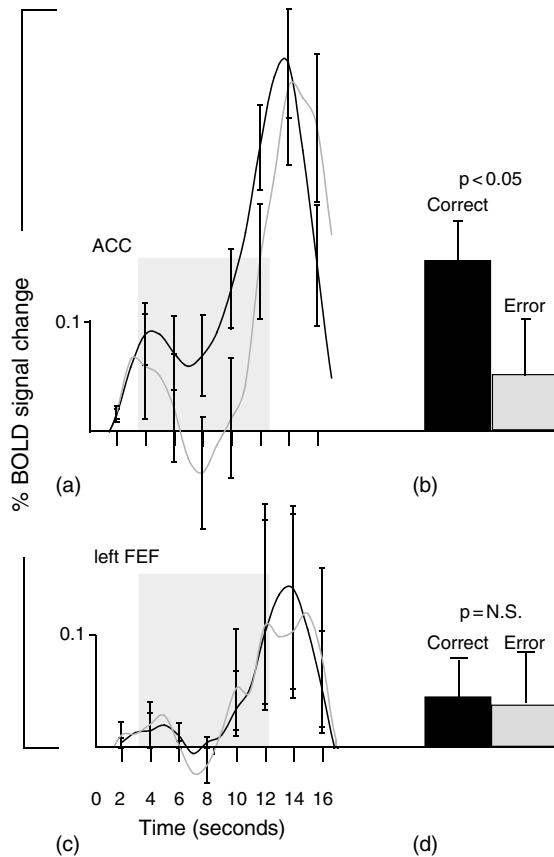 p<0.05
Correct
ACC
Error
0.1
% BOLD signal change
(a)
(b)
left FEF
p=N.S.
0.1
Correct Error
0 2 4 6 8 10 12 14 16
Time (seconds)
(c)
(d)